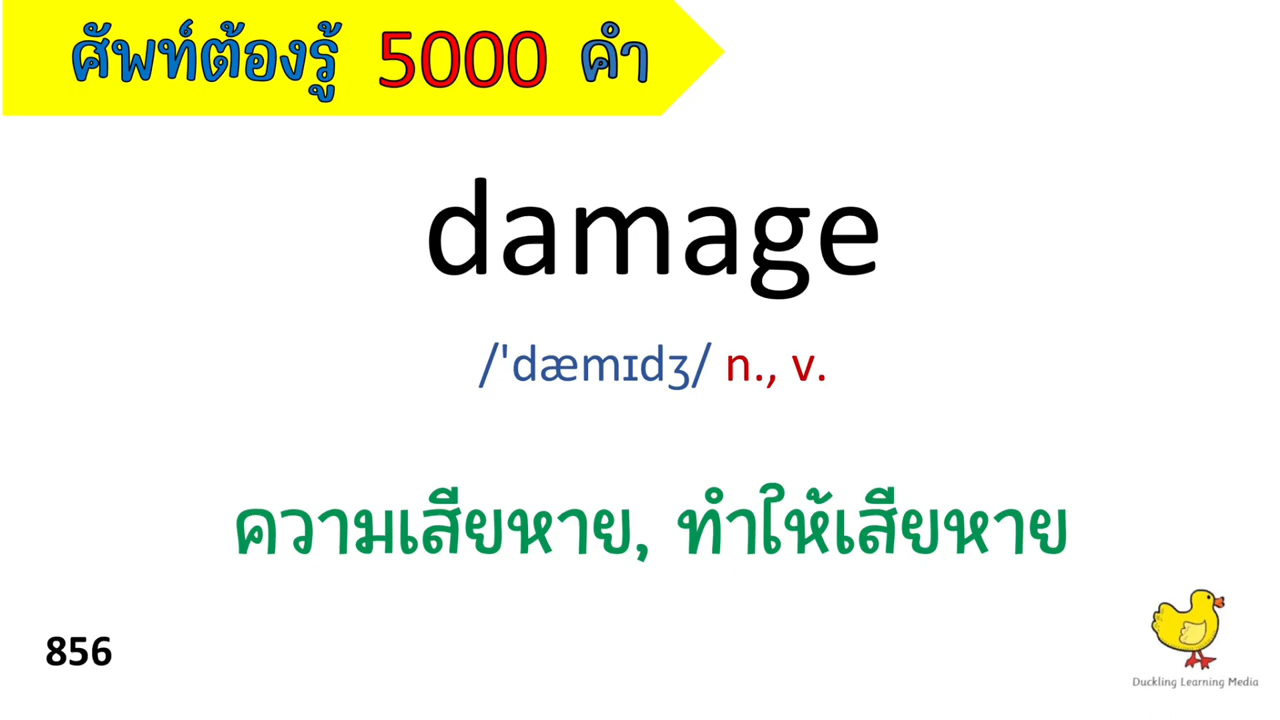 ศัพท์ต้องรู้ 5000 คำ
damage
/ˈdæmɪdʒ/ n., v.
ความเสียหาย, ทำให้เสียหาย
856
Duckling Learning Media